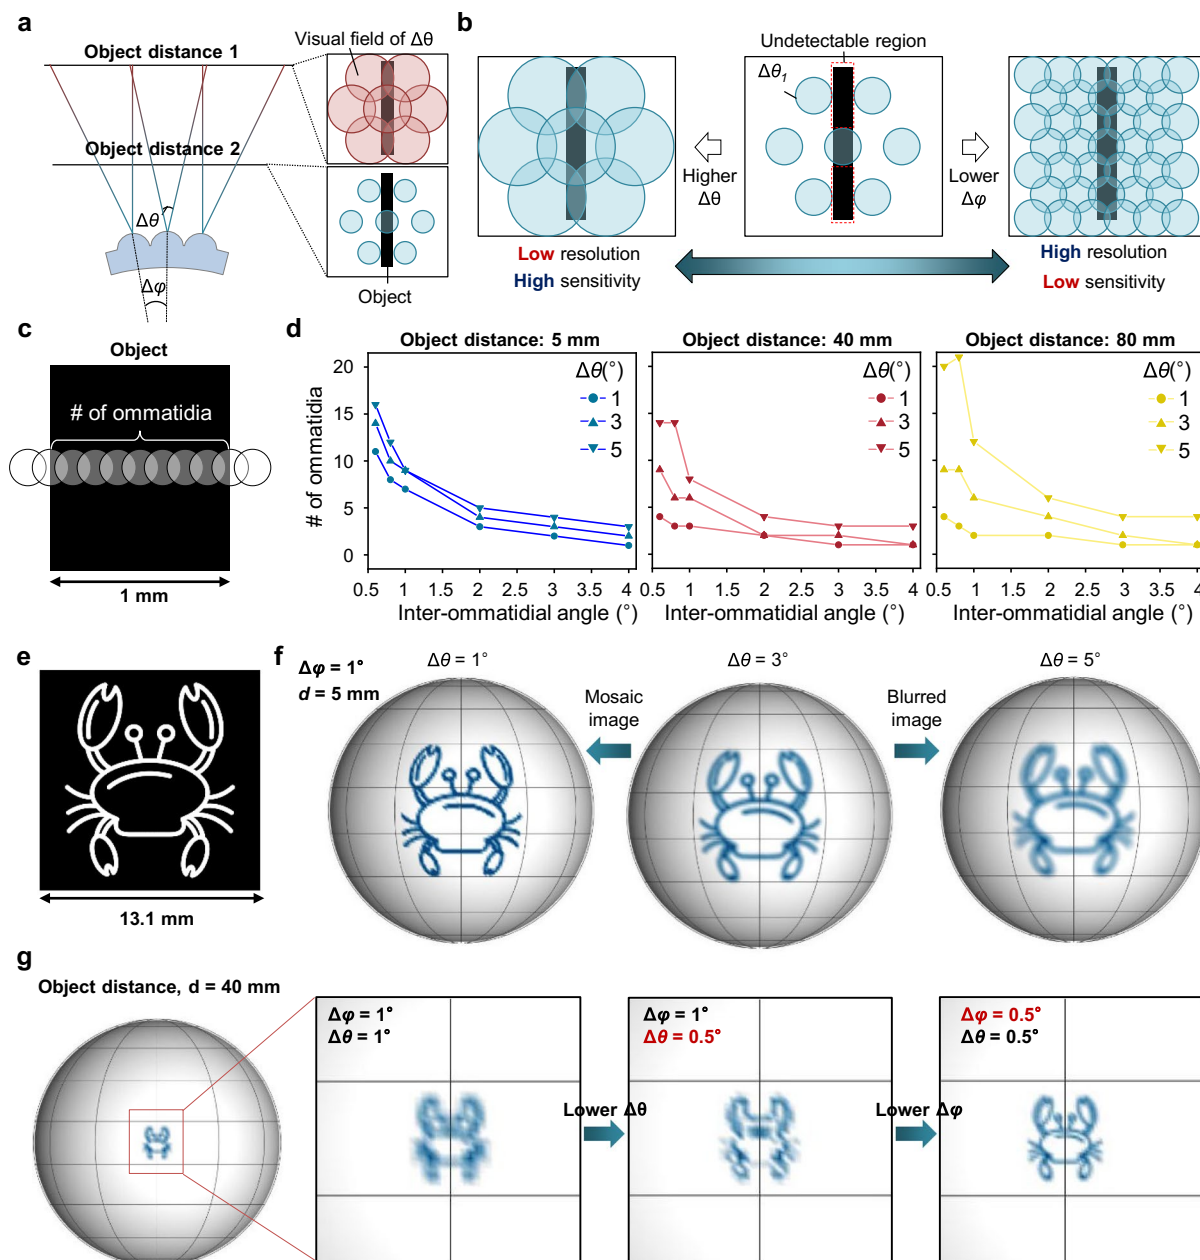 a
Object distance 1
Visual field of Δθ
Object distance 2
Δθ
Δφ
Object
b
Undetectable region
Δθ1
Higher
Δθ
Lower
Δφ
Low resolution
High sensitivity
High resolution
Low sensitivity
c
Object
# of ommatidia
1 mm
d
Object distance: 5 mm
Object distance: 40 mm
Object distance: 80 mm
# of ommatidia
20
15
10
5
0
Δθ(°)
1
3
5
Δθ(°)
1
3
5
Δθ(°)
1
3
5
0.5 1 1.5 2 2.5 3 3.5 4
0.5 1 1.5 2 2.5 3 3.5 4
0.5 1 1.5 2 2.5 3 3.5 4
Inter-ommatidial angle (°)
Inter-ommatidial angle (°)
Inter-ommatidial angle (°)
e
13.1 mm
f
Δφ = 1°
d = 5 mm
Δθ = 1°
Mosaic
image
Δθ = 3°
Blurred
image
Δθ = 5°
g
Object distance, d = 40 mm
Δφ = 1°
Δθ = 1°
Lower Δθ
Δφ = 1°
Δθ = 0.5°
Lower Δφ
Δφ = 0.5°
Δθ = 0.5°